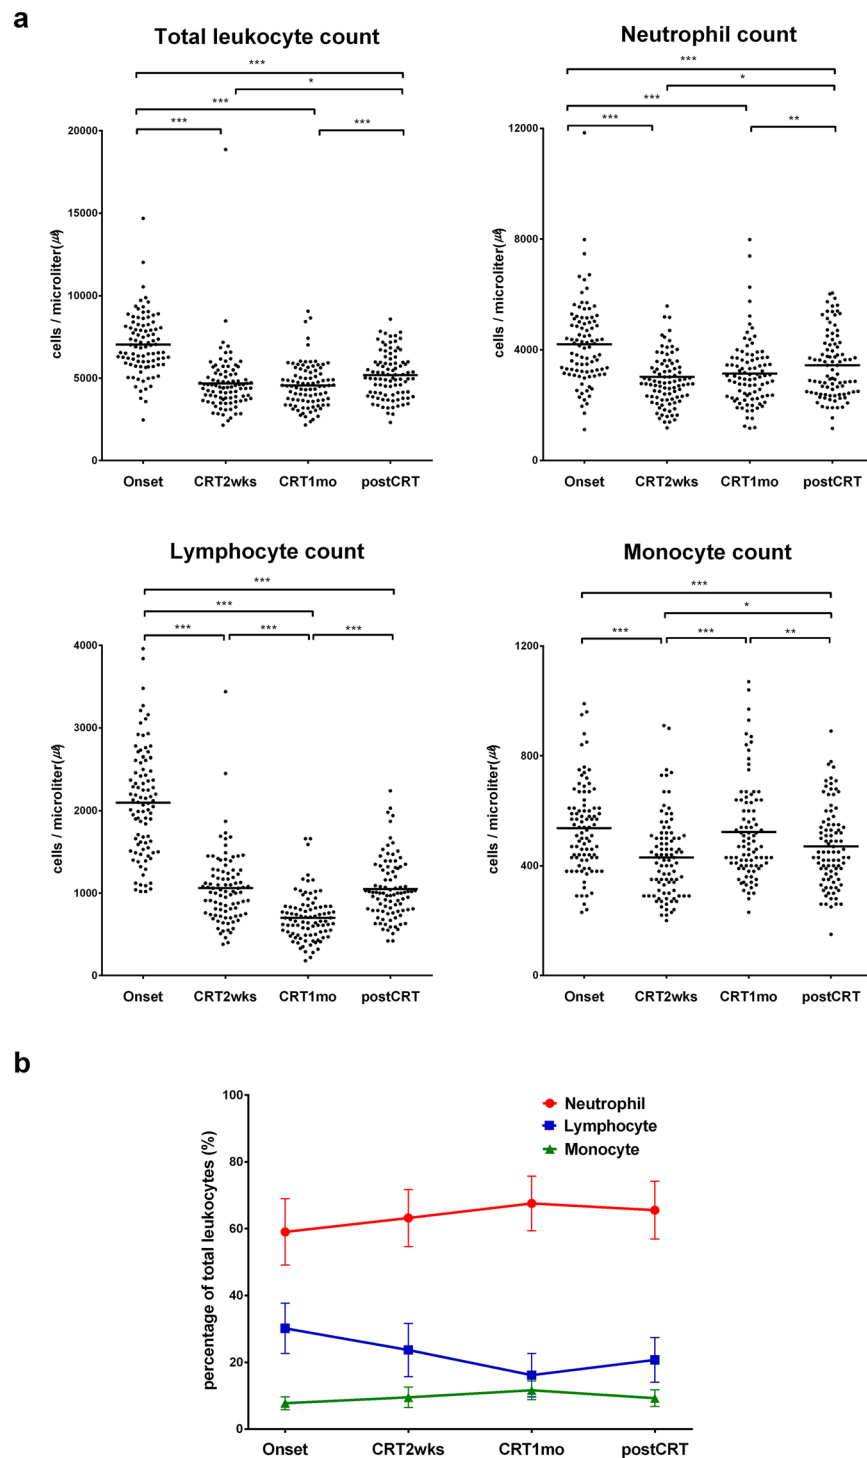 a
Total leukocyte count
***
*
***
*** ***
20000
15000
10000
5000
0
cells / microliter(㎕)
Onset CRT2wks CRT1mo postCRT
Neutrophil count
***
*
***
*** **
12000
8000
4000
0
cells / microliter(㎕)
Onset CRT2wks CRT1mo postCRT
Lymphocyte count
***
***
*** *** ***
4000
3000
2000
1000
0
cells / microliter(㎕)
Onset CRT2wks CRT1mo postCRT
Monocyte count
***
*
*** *** **
1200
800
400
0
cells / microliter(㎕)
Onset CRT2wks CRT1mo postCRT
b
100
80
60
40
20
0
percentage of total leukocytes (%)
Neutrophil
Lymphocyte
Monocyte
Onset CRT2wks CRT1mo postCRT